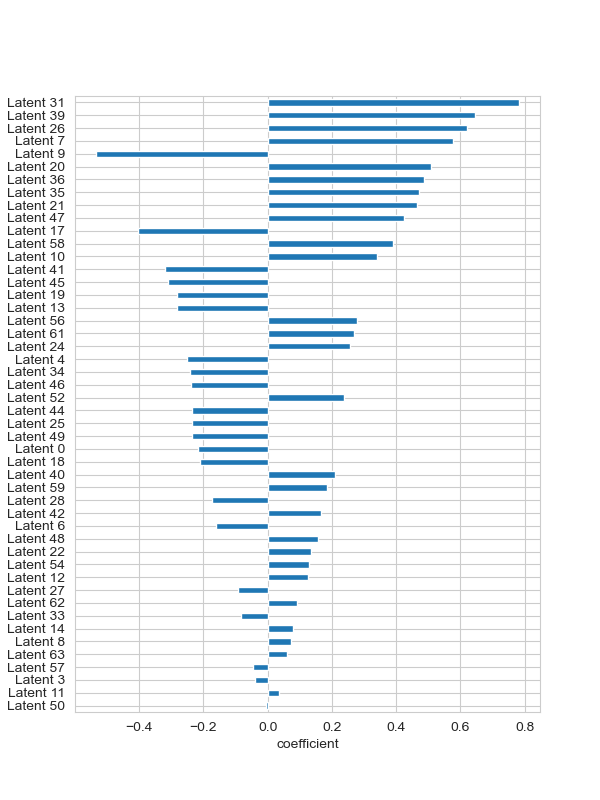 Latent 31
Latent 39
Latent 26
Latent 7
Latent 9
Latent 20
Latent 36
Latent 35
Latent 21
Latent 47
Latent 17
Latent 58
Latent 10
Latent 41
Latent 45
Latent 19
Latent 13
Latent 56
Latent 61
Latent 24
Latent 4
Latent 34
Latent 46
Latent 52
Latent 44
Latent 25
Latent 49
Latent 0
Latent 18
Latent 40
Latent 59
Latent 28
Latent 42
Latent 6
Latent 48
Latent 22
Latent 54
Latent 12
Latent 27
Latent 62
Latent 33
Latent 14
Latent 8
Latent 63
Latent 57
Latent 3
Latent 11
Latent 50
−0.4 −0.2 0.0 0.2 0.4 0.6 0.8
coefficient